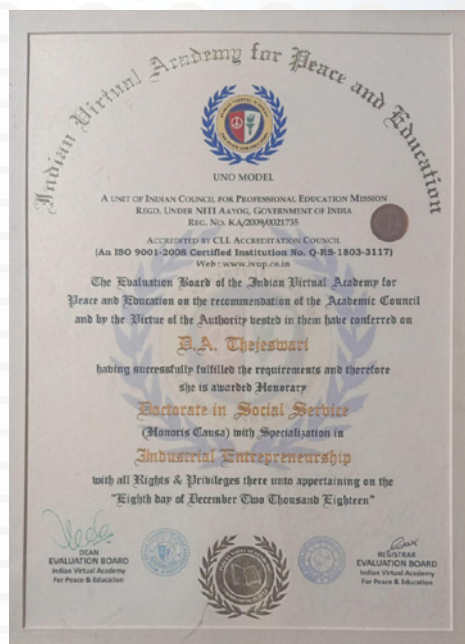 Indian Virtual Academy for Peace and Education
UNO MODEL
A UNIT OF INDIAN COUNCIL FOR PROFESSIONAL EDUCATION MISSION
REGD. UNDER NITI AAYOG, GOVERNMENT OF INDIA
REG. NO. KA/2009/0021735
ACCREDITED BY CLL ACCREDITATION COUNCIL
(An ISO 9001-2008 Certified Institution No. Q-RS-1803-3117)
Web : www.ivup.co.in
The Evaluation Board of the Indian Virtual Academy for
Peace and Education on the recommendation of the Academic Council
and by the Virtue of the Authority vested in them have conferred on
D.A. Thejeswari
having successfully fulfilled the requirements and therefore
she is awarded Honorary
Doctorate in Social Service
(Honoris Causa) with Specialization in
Industrial Entrepreneurship
with all Rights & Privileges there unto appertaining on the
"Eighth day of December Two Thousand Eighteen"
DEAN
EVALUATION BOARD
Indian Virtual Academy
For Peace & Education
REGISTRAR
EVALUATION BOARD
Indian Virtual Academy
For Peace & Education